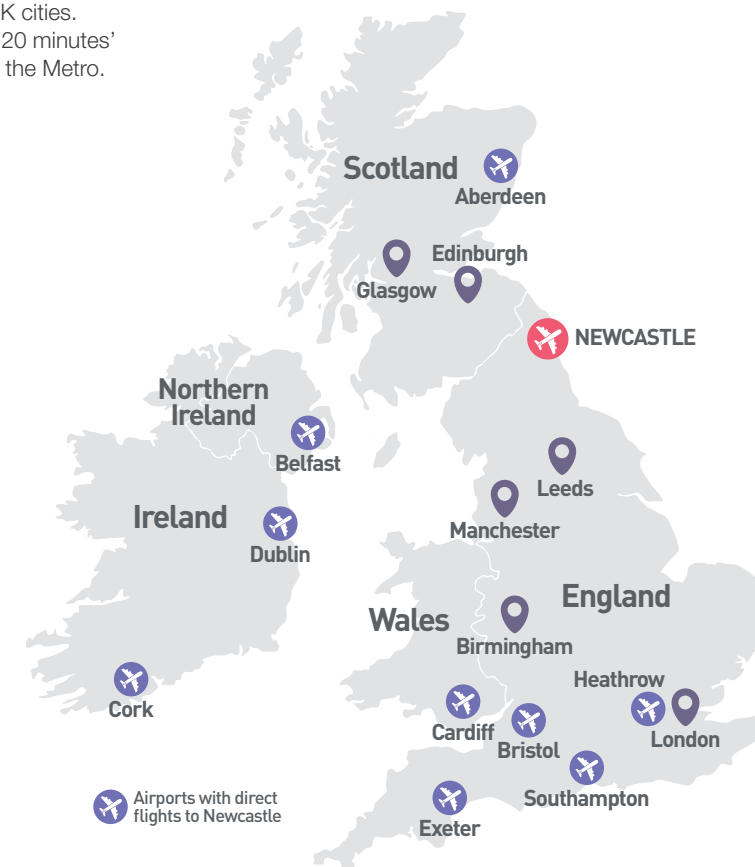 K cities.
20 minutes’
the Metro.
Scotland
Aberdeen
Edinburgh
Glasgow
NEWCASTLE
Northern
Ireland
Belfast
Leeds
Ireland
Manchester
Dublin
England
Wales
Birmingham
Heathrow
Cork
Cardiff
London
Bristol
Airports with direct
flights to Newcastle
Southampton
Exeter